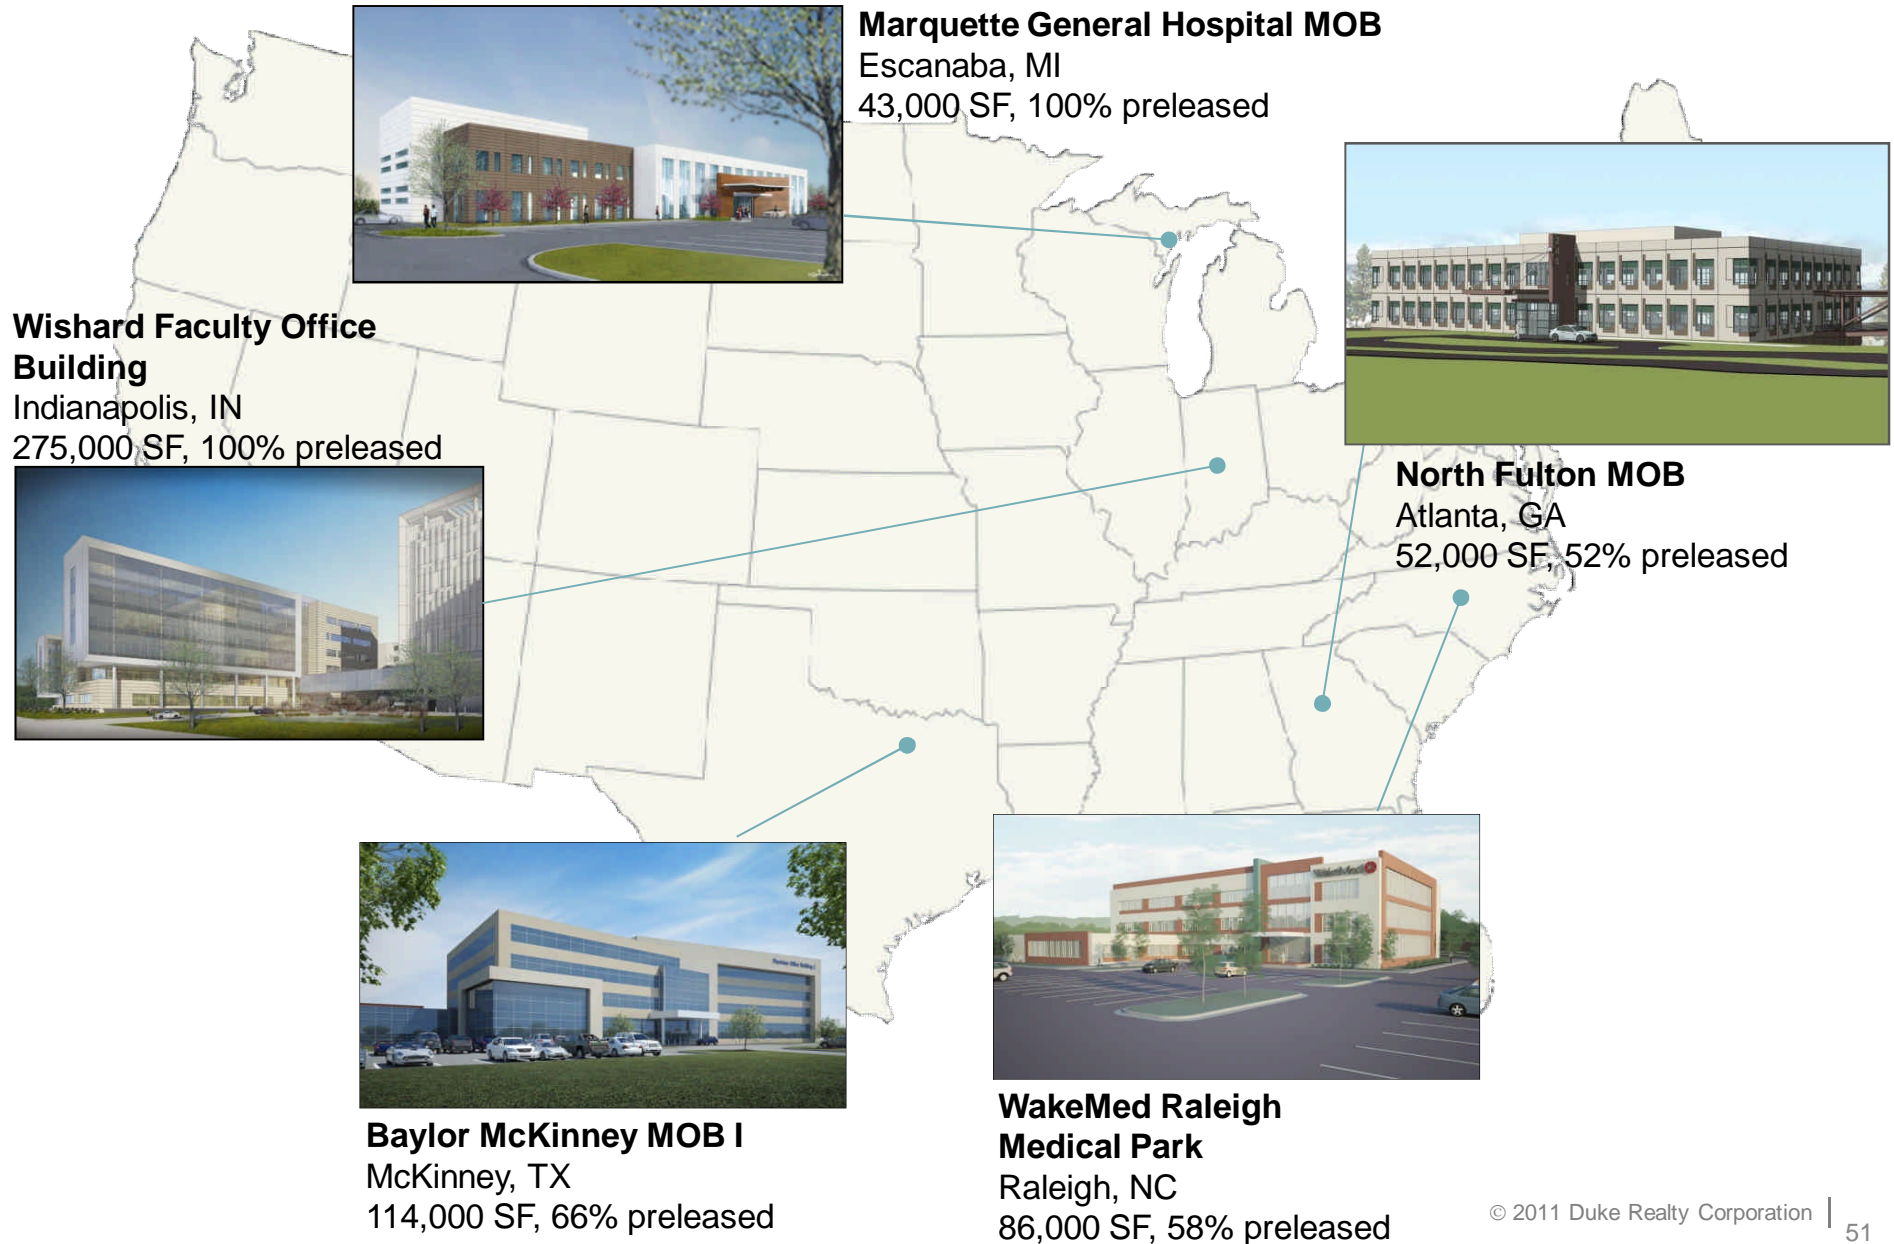 Marquette General Hospital MOB
Escanaba, MI
43,000 SF, 100% preleased
Wishard Faculty Office
Building
Indianapolis, IN
275,000 SF, 100% preleased
North Fulton MOB
Atlanta, GA
52,000 SF, 52% preleased
WakeMed
Baylor McKinney MOB I
McKinney, TX
114,000 SF, 66% preleased
WakeMed Raleigh
Medical Park
Raleigh, NC
86,000 SF, 58% preleased
© 2011 Duke Realty Corporation
51